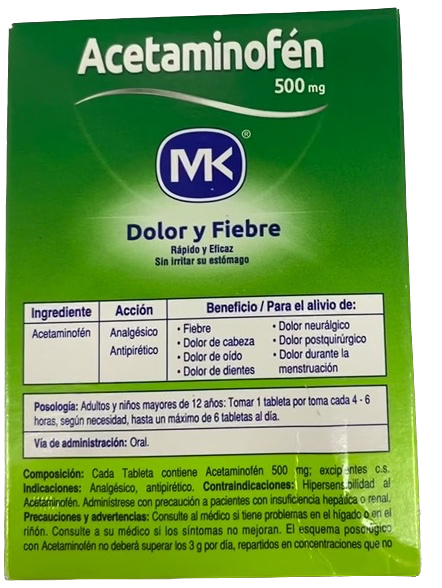 Acetaminofén
500 mg
MK
®
Dolor y Fiebre
Rápido y Eficaz
Sin irritar su estómago
Ingrediente Acción Beneficio / Para el alivio de:
Acetaminofén Analgésico • Fiebre • Dolor neurálgico
Antipirético • Dolor de cabeza • Dolor postquirúrgico
• Dolor de oído • Dolor durante la
• Dolor de dientes menstruación
Posología: Adultos y niños mayores de 12 años: Tomar 1 tableta por toma cada 4 - 6
horas, según necesidad, hasta un máximo de 6 tabletas al día.
Vía de administración: Oral.
Composición: Cada Tableta contiene Acetaminofén 500 mg; excipientes c.s.
Indicaciones: Analgésico, antipirético. Contraindicaciones: Hipersensibilidad al
Acetaminofén. Adminístrese con precaución a pacientes con insuficiencia hepática o renal.
Precauciones y advertencias: Consulte al médico si tiene problemas en el hígado o en el
riñón. Consulte a su médico si los síntomas no mejoran. El esquema posológico
con Acetaminofén no deberá superar los 3 g por día, repartidos en concentraciones que no